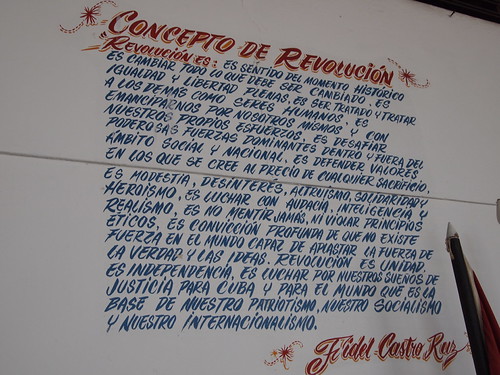 CONCEPTO DE REVOLUCIÓN
REVOLUCIÓN ES: ES SENTIDO DEL MOMENTO HISTÓRICO
ES CAMBIAR TODO LO QUE DEBE SER CAMBIADO, ES
IGUALDAD Y LIBERTAD PLENAS, ES SER TRATADO Y TRATAR
A LOS DEMAS COMO SERES HUMANOS, ES
EMANCIPARNOS POR NOSOTROS MISMOS Y CON
NUESTROS PROPIOS ESFUERZOS, ES DESAFIAR
PODEROSAS FUERZAS DOMINANTES DENTRO Y FUERA DEL
ÁMBITO SOCIAL Y NACIONAL, ES DEFENDER VALORES
EN LOS QUE SE CREE AL PRECIO DE CUALQUIER SACRIFICIO,
ES MODESTIA, DESINTERÉS, ALTRUISMO, SOLIDARIDAD Y
HEROISMO, ES LUCHAR CON AUDACIA, INTELIGENCIA Y
REALISMO, ES NO MENTIR JAMÁS, NI VIOLAR PRINCIPIOS
ÉTICOS, ES CONVICCIÓN PROFUNDA DE QUE NO EXISTE
FUERZA EN EL MUNDO CAPAZ DE APLASTAR LA FUERZA DE
LA VERDAD Y LAS IDEAS. REVOLUCIÓN ES UNIDAD,
ES INDEPENDENCIA, ES LUCHAR POR NUESTROS SUEÑOS DE
JUSTICIA PARA CUBA Y PARA EL MUNDO QUE ES LA
BASE DE NUESTRO PATRIOTISMO, NUESTRO SOCIALISMO
Y NUESTRO INTERNACIONALISMO.
Fidel Castro Ruz